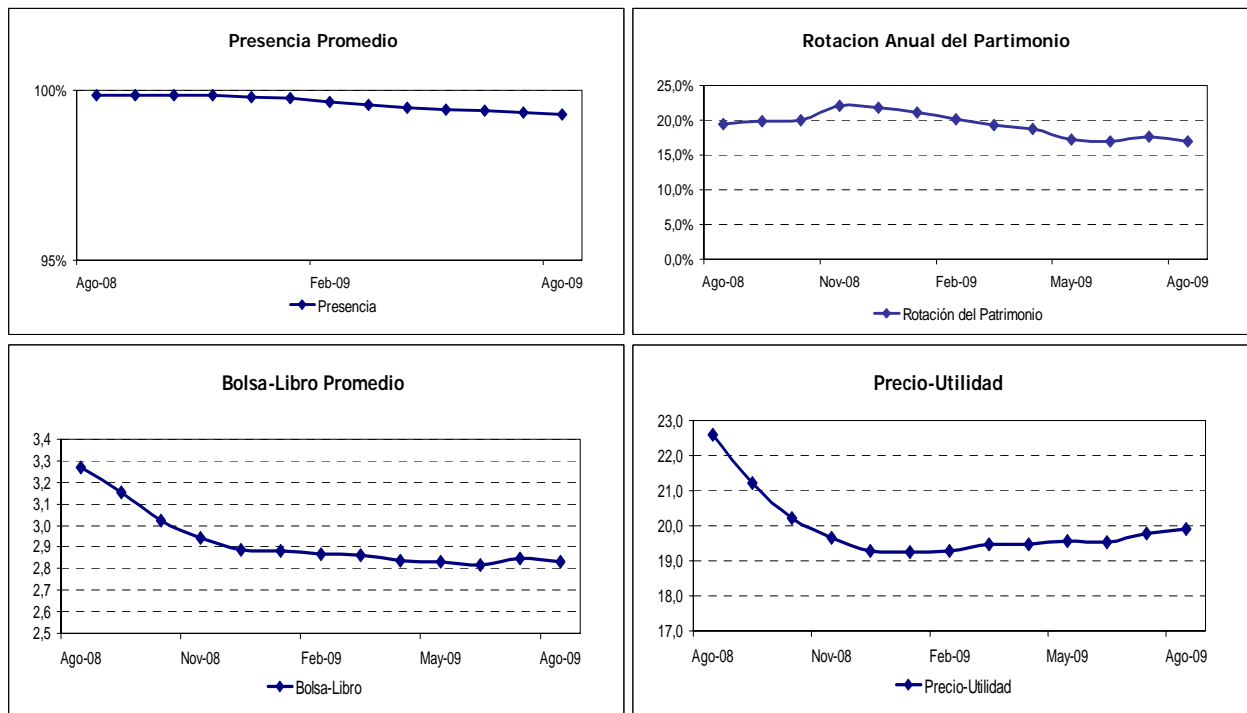 Presencia Promedio
100%
95%
Ago-08 Feb-09 Ago-09
Presencia
Rotacion Anual del Partimonio
25,0%
20,0%
15,0%
10,0%
5,0%
0,0%
Ago-08 Nov-08 Feb-09 May-09 Ago-09
Rotación del Patrimonio
Bolsa-Libro Promedio
3,4
3,3
3,2
3,1
3,0
2,9
2,8
2,7
2,6
2,5
Ago-08 Nov-08 Feb-09 May-09 Ago-09
Bolsa-Libro
Precio-Utilidad
23,0
22,0
21,0
20,0
19,0
18,0
17,0
Ago-08 Nov-08 Feb-09 May-09 Ago-09
Precio-Utilidad